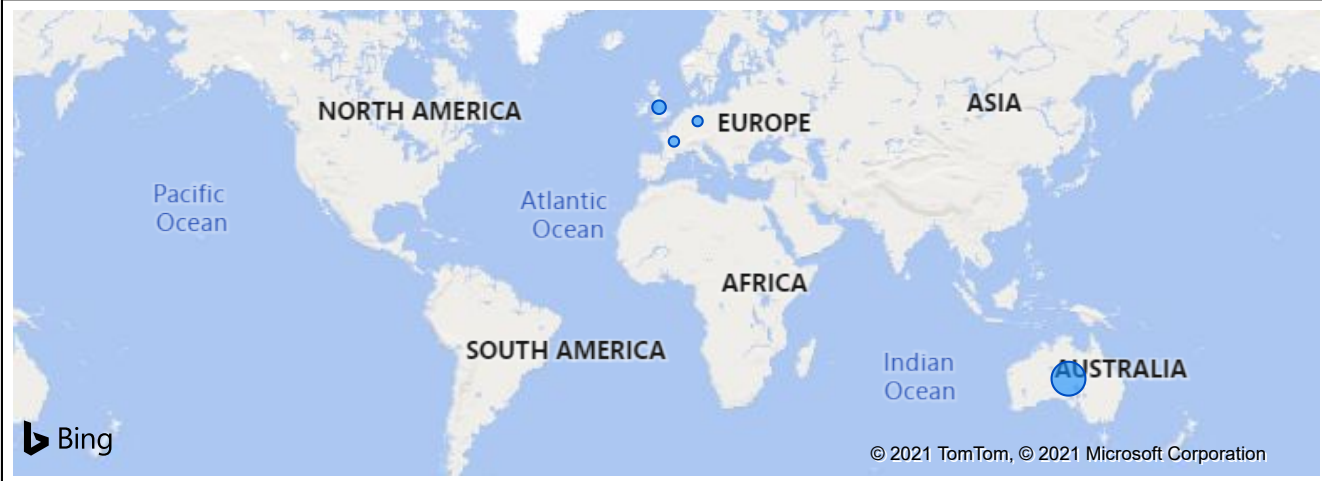 NORTH AMERICA
EUROPE
ASIA
Pacific
Ocean
Atlantic
Ocean
AFRICA
SOUTH AMERICA
Indian
Ocean
AUSTRALIA
Bing
© 2021 TomTom, © 2021 Microsoft Corporation